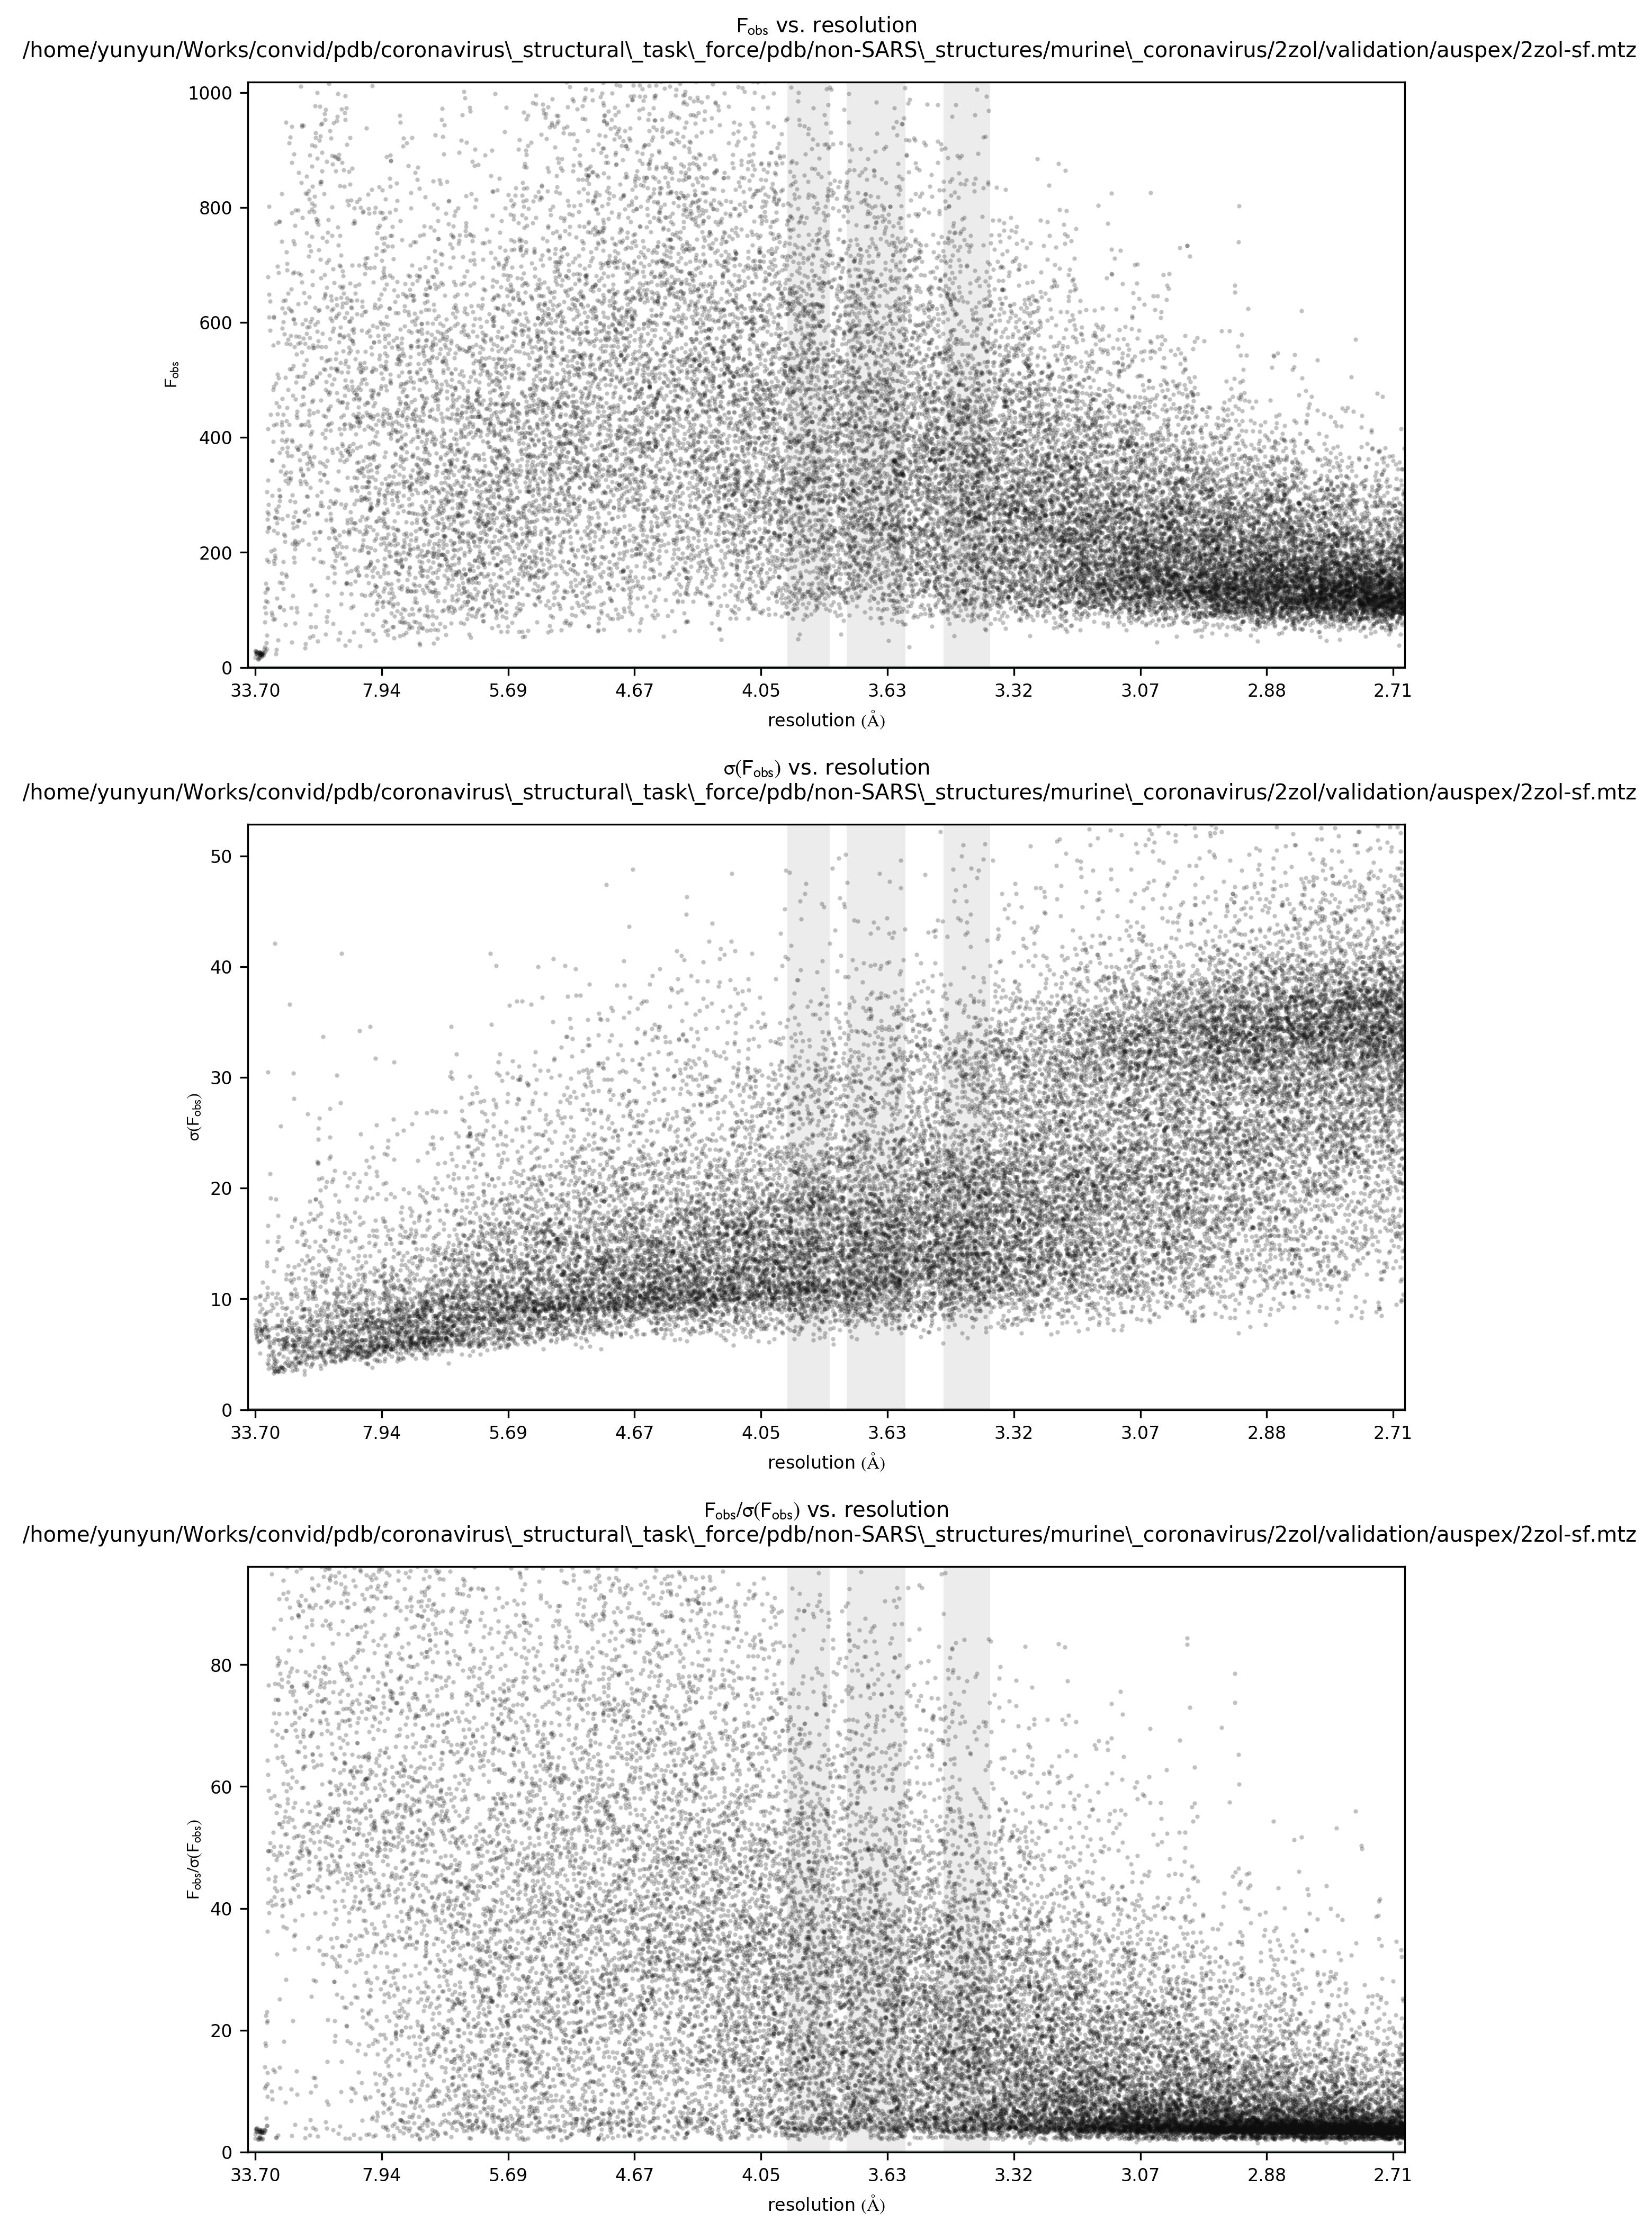 Fobs vs. resolution
/home/yunyun/Works/convid/pdb/coronavirus\_structural\_task\_force/pdb/non-SARS\_structures/murine\_coronavirus/2zol/validation/auspex/2zol-sf.mtz
1000
800
600
400
200
0
Fobs
33.70 7.94 5.69 4.67 4.05 3.63 3.32 3.07 2.88 2.71
resolution (Å)
σ(Fobs) vs. resolution
/home/yunyun/Works/convid/pdb/coronavirus\_structural\_task\_force/pdb/non-SARS\_structures/murine\_coronavirus/2zol/validation/auspex/2zol-sf.mtz
50
40
30
20
10
0
σ(Fobs)
33.70 7.94 5.69 4.67 4.05 3.63 3.32 3.07 2.88 2.71
resolution (Å)
Fobs/σ(Fobs) vs. resolution
/home/yunyun/Works/convid/pdb/coronavirus\_structural\_task\_force/pdb/non-SARS\_structures/murine\_coronavirus/2zol/validation/auspex/2zol-sf.mtz
80
60
40
20
0
Fobs/σ(Fobs)
33.70 7.94 5.69 4.67 4.05 3.63 3.32 3.07 2.88 2.71
resolution (Å)